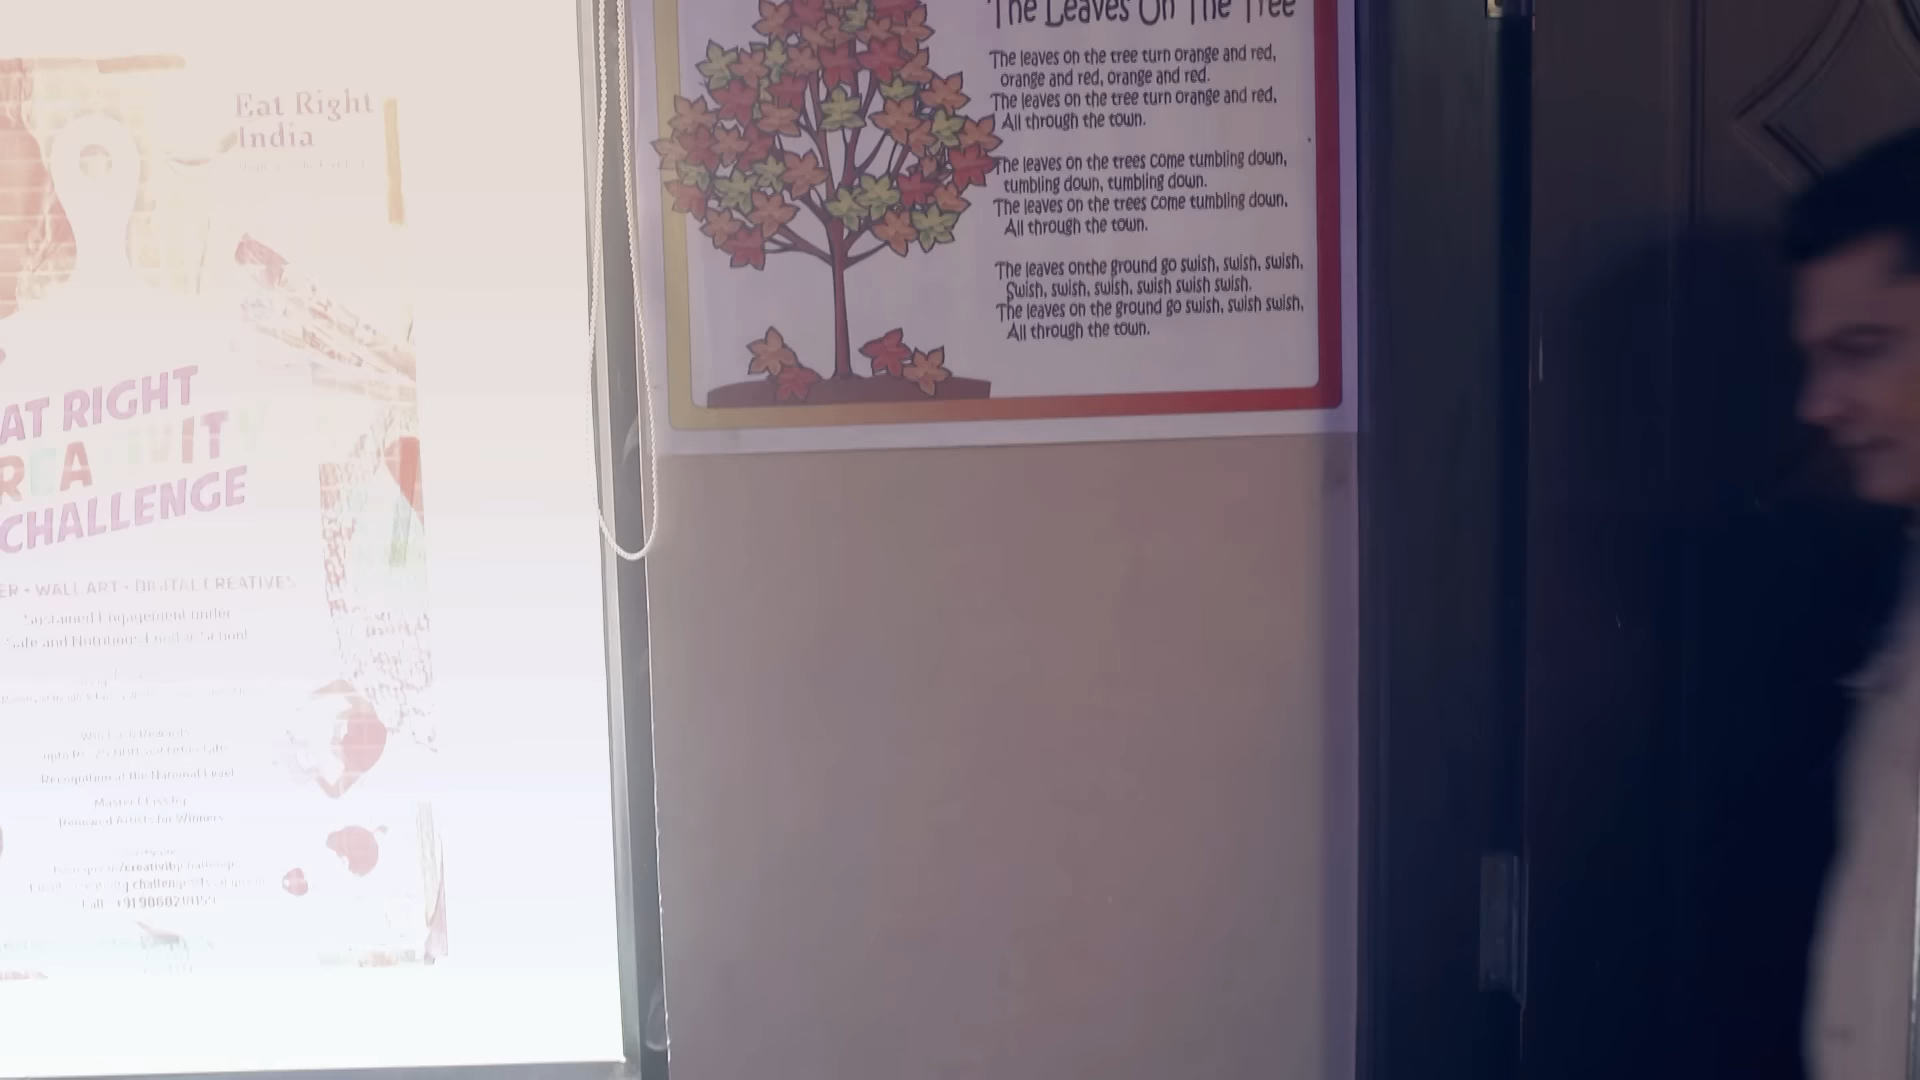 Eat Right
India
AT RIGHT
CHALLENGE
WALL ART - DIGITAL CREATIVES
Sustained Engagement under
Safe and Nutritious Food at School
Recognition at the National Level
Master Class by
Renowned Artists for Winners
The Leaves On The Tree
The leaves on the tree turn orange and red,
orange and red, orange and red.
The leaves on the tree turn orange and red,
All through the town.
The leaves on the trees come tumbling down,
tumbling down, tumbling down.
The leaves on the trees come tumbling down,
All through the town.
The leaves onthe ground go swish, swish, swish,
Swish, swish, swish, swish swish swish.
The leaves on the ground go swish, swish swish,
All through the town.